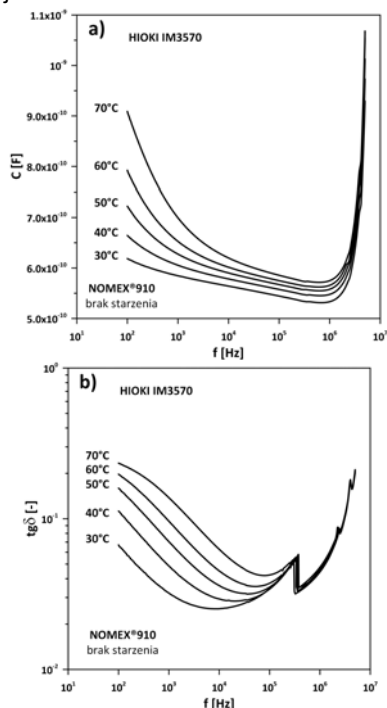 a)
HIOKI IM3570
1.1x10⁻⁹
10⁻⁹
9.0x10⁻¹⁰
8.0x10⁻¹⁰
7.0x10⁻¹⁰
6.0x10⁻¹⁰
5.0x10⁻¹⁰
C [F]
70°C
60°C
50°C
40°C
30°C
NOMEX®910
brak starzenia
10¹ 10² 10³ 10⁴ 10⁵ 10⁶ 10⁷
f [Hz]
b)
HIOKI IM3570
10⁰
10⁻¹
10⁻²
tgδ [-]
70°C
60°C
50°C
40°C
30°C
NOMEX®910
brak starzenia
10¹ 10² 10³ 10⁴ 10⁵ 10⁶ 10⁷
f [Hz]